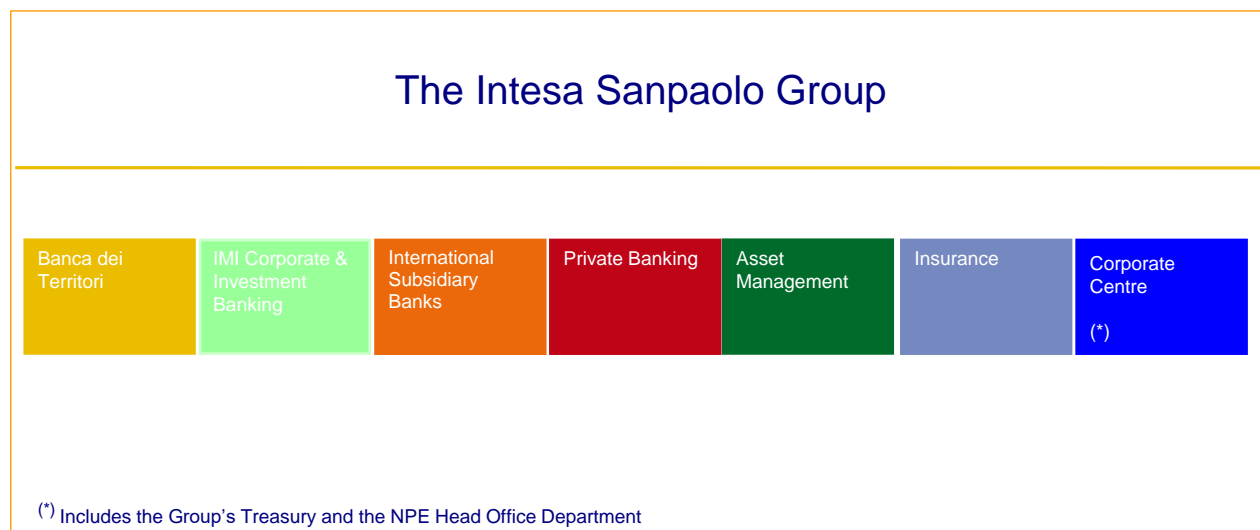 The Intesa Sanpaolo Group
Banca dei
Territori
IMI Corporate &
Investment
Banking
International
Subsidiary
Banks
Private Banking
Asset
Management
Insurance
Corporate
Centre
(*)
(*) Includes the Group's Treasury and the NPE Head Office Department